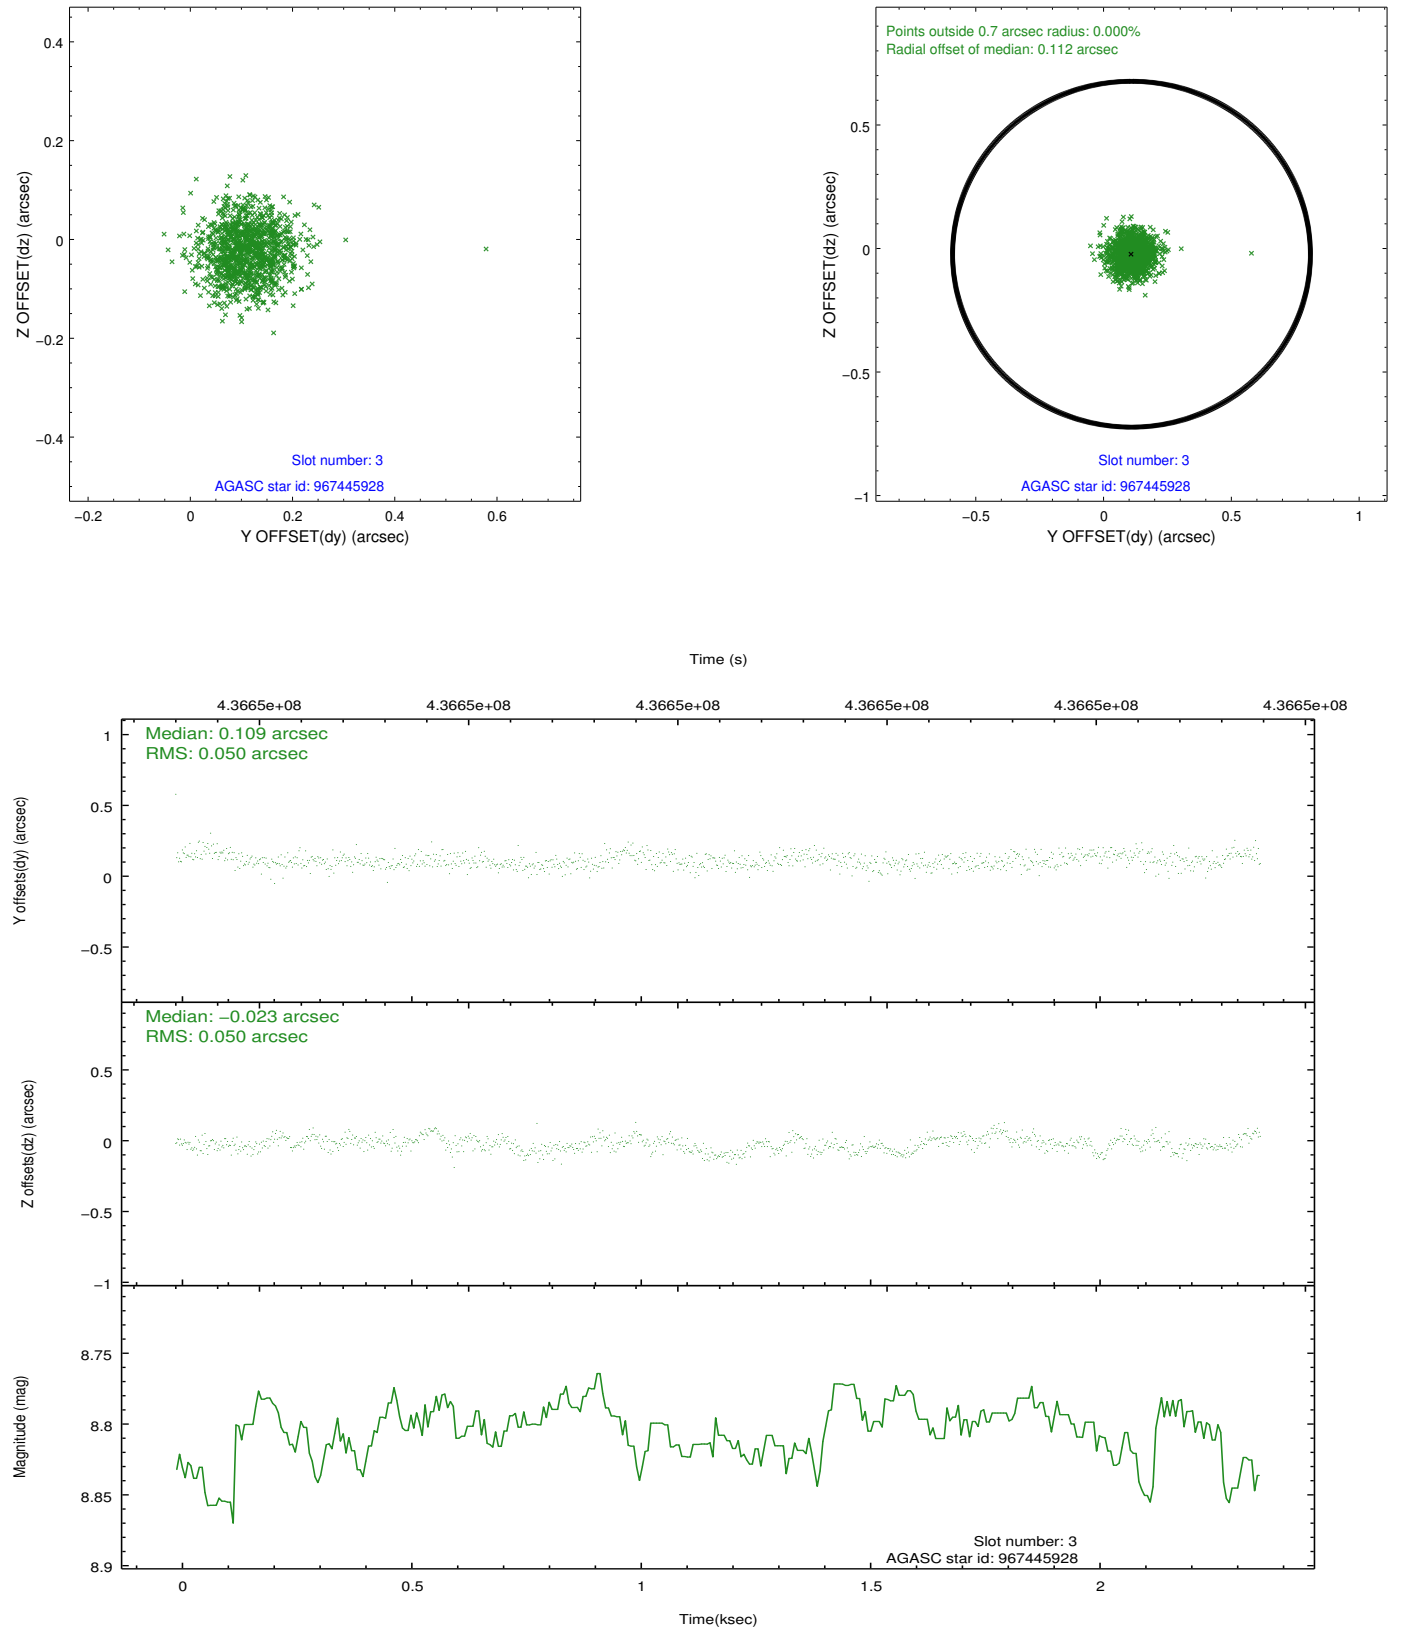 0.4
0.2
0
−0.2
−0.4
Z OFFSET(dz) (arcsec)
Slot number: 3
AGASC star id: 967445928
−0.2 0 0.2 0.4 0.6
Y OFFSET(dy) (arcsec)
Points outside 0.7 arcsec radius: 0.000%
Radial offset of median: 0.112 arcsec
0.5
0
−0.5
−1
Z OFFSET(dz) (arcsec)
Slot number: 3
AGASC star id: 967445928
−0.5 0 0.5 1
Y OFFSET(dy) (arcsec)
Time (s)
4.3665e+08 4.3665e+08 4.3665e+08 4.3665e+08 4.3665e+08 4.3665e+08
Median: 0.109 arcsec
RMS: 0.050 arcsec
1
0.5
0
−0.5
Y offsets(dy) (arcsec)
Median: −0.023 arcsec
RMS: 0.050 arcsec
0.5
0
−0.5
−1
Z offsets(dz) (arcsec)
8.75
8.8
8.85
8.9
Magnitude (mag)
Slot number: 3
AGASC star id: 967445928
0 0.5 1 1.5 2
Time(ksec)